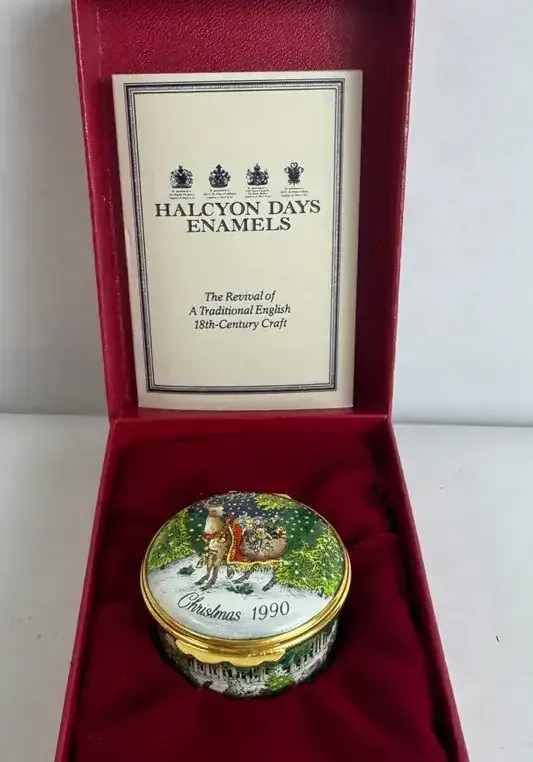 HALCYON DAYS
ENAMELS
The Revival of
A Traditional English
18th-Century Craft
Christmas 1990